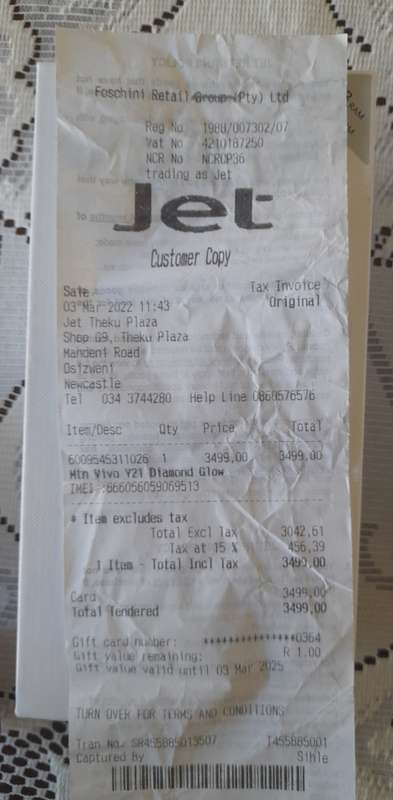 Foschini Retail Group (Pty) Ltd
Reg No 1988/007302/07
Vat No 4210187250
NCR No NCRCP36
trading as Jet
Jet
Customer Copy
Sale Tax Invoice
03 Mar 2022 11:43 Original
Jet Theku Plaza
Shop G9, Theku Plaza
Mandeni Road
Osizweni
Newcastle
Tel 034 3744280 Help Line 0860576576
Item/Desc Qty Price Total
6009545311026 1 3499,00 3499,00
Mtn Vivo Y21 Diamond Glow
IMEI :866056059069513
* Item excludes tax
Total Excl Tax 3042,61
Tax at 15 % 456,39
1 Item - Total Incl Tax 3499,00
Card 3499,00
Total Tendered 3499,00
Gift card number: ***************0364
Gift value remaining: R 1.00
Gift value valid until 03 Mar 2025
TURN OVER FOR TERMS AND CONDITIONS
Tran No. SR455885013507 T455885001
Captured By Sihle